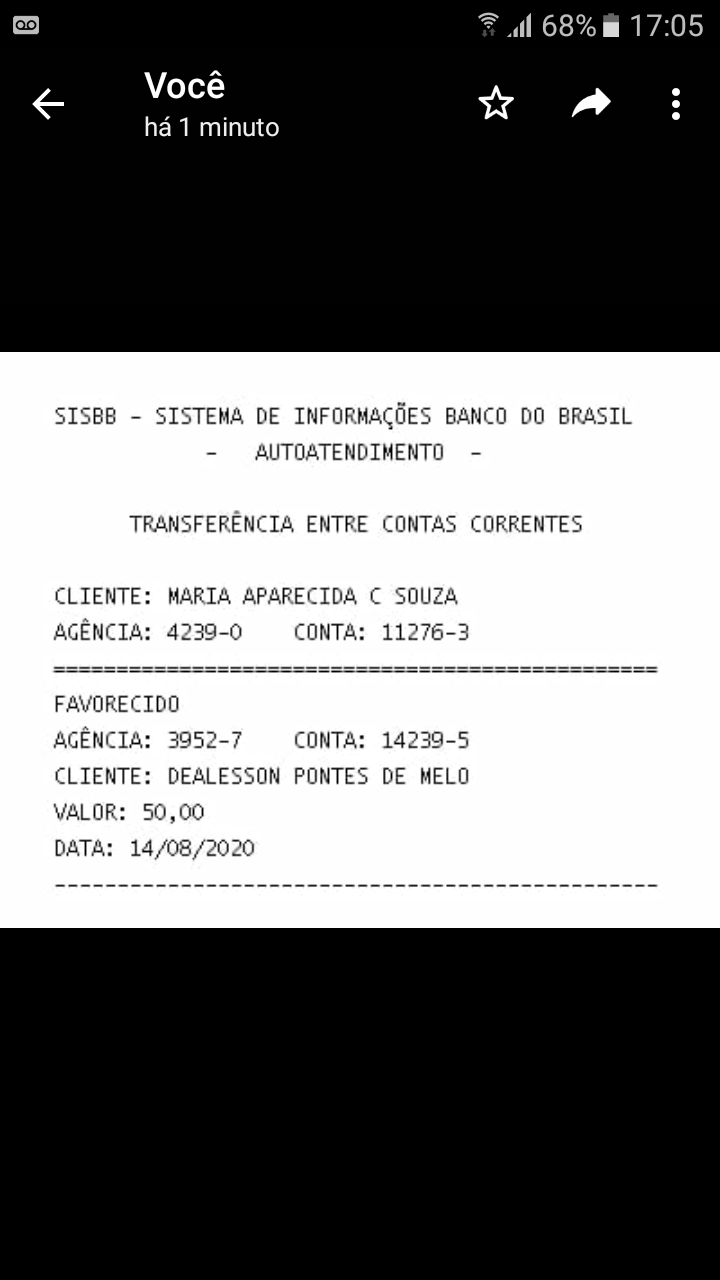 68% 17:05
Você
há 1 minuto
SISBB - SISTEMA DE INFORMAÇÕES BANCO DO BRASIL
- AUTOATENDIMENTO -
TRANSFERÊNCIA ENTRE CONTAS CORRENTES
CLIENTE: MARIA APARECIDA C SOUZA
AGÊNCIA: 4239-0 CONTA: 11276-3
================================================
FAVORECIDO
AGÊNCIA: 3952-7 CONTA: 14239-5
CLIENTE: DEALESSON PONTES DE MELO
VALOR: 50,00
DATA: 14/08/2020
------------------------------------------------